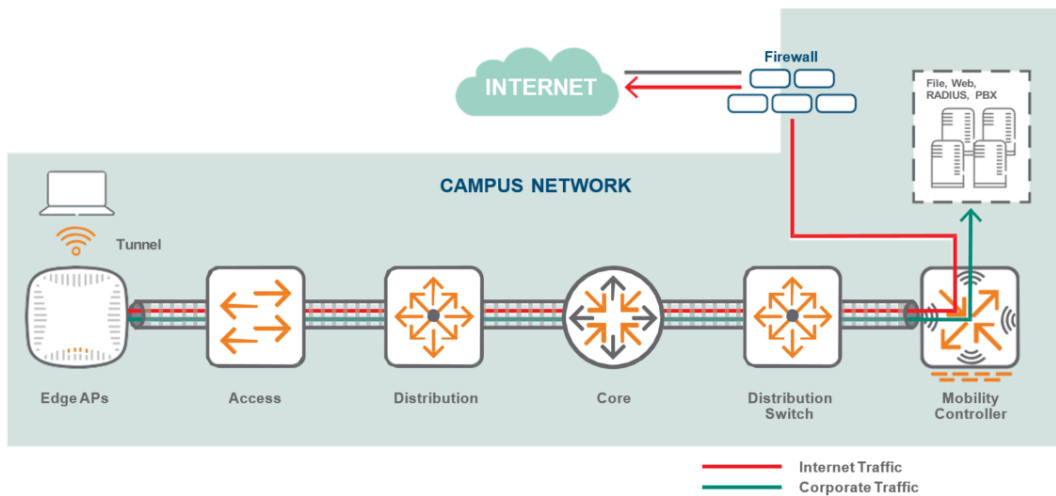 Firewall
INTERNET
File, Web,
RADIUS, PBX
CAMPUS NETWORK
Tunnel
Edge APs
Access
Distribution
Core
Distribution
Switch
Mobility
Controller
Internet Traffic
Corporate Traffic